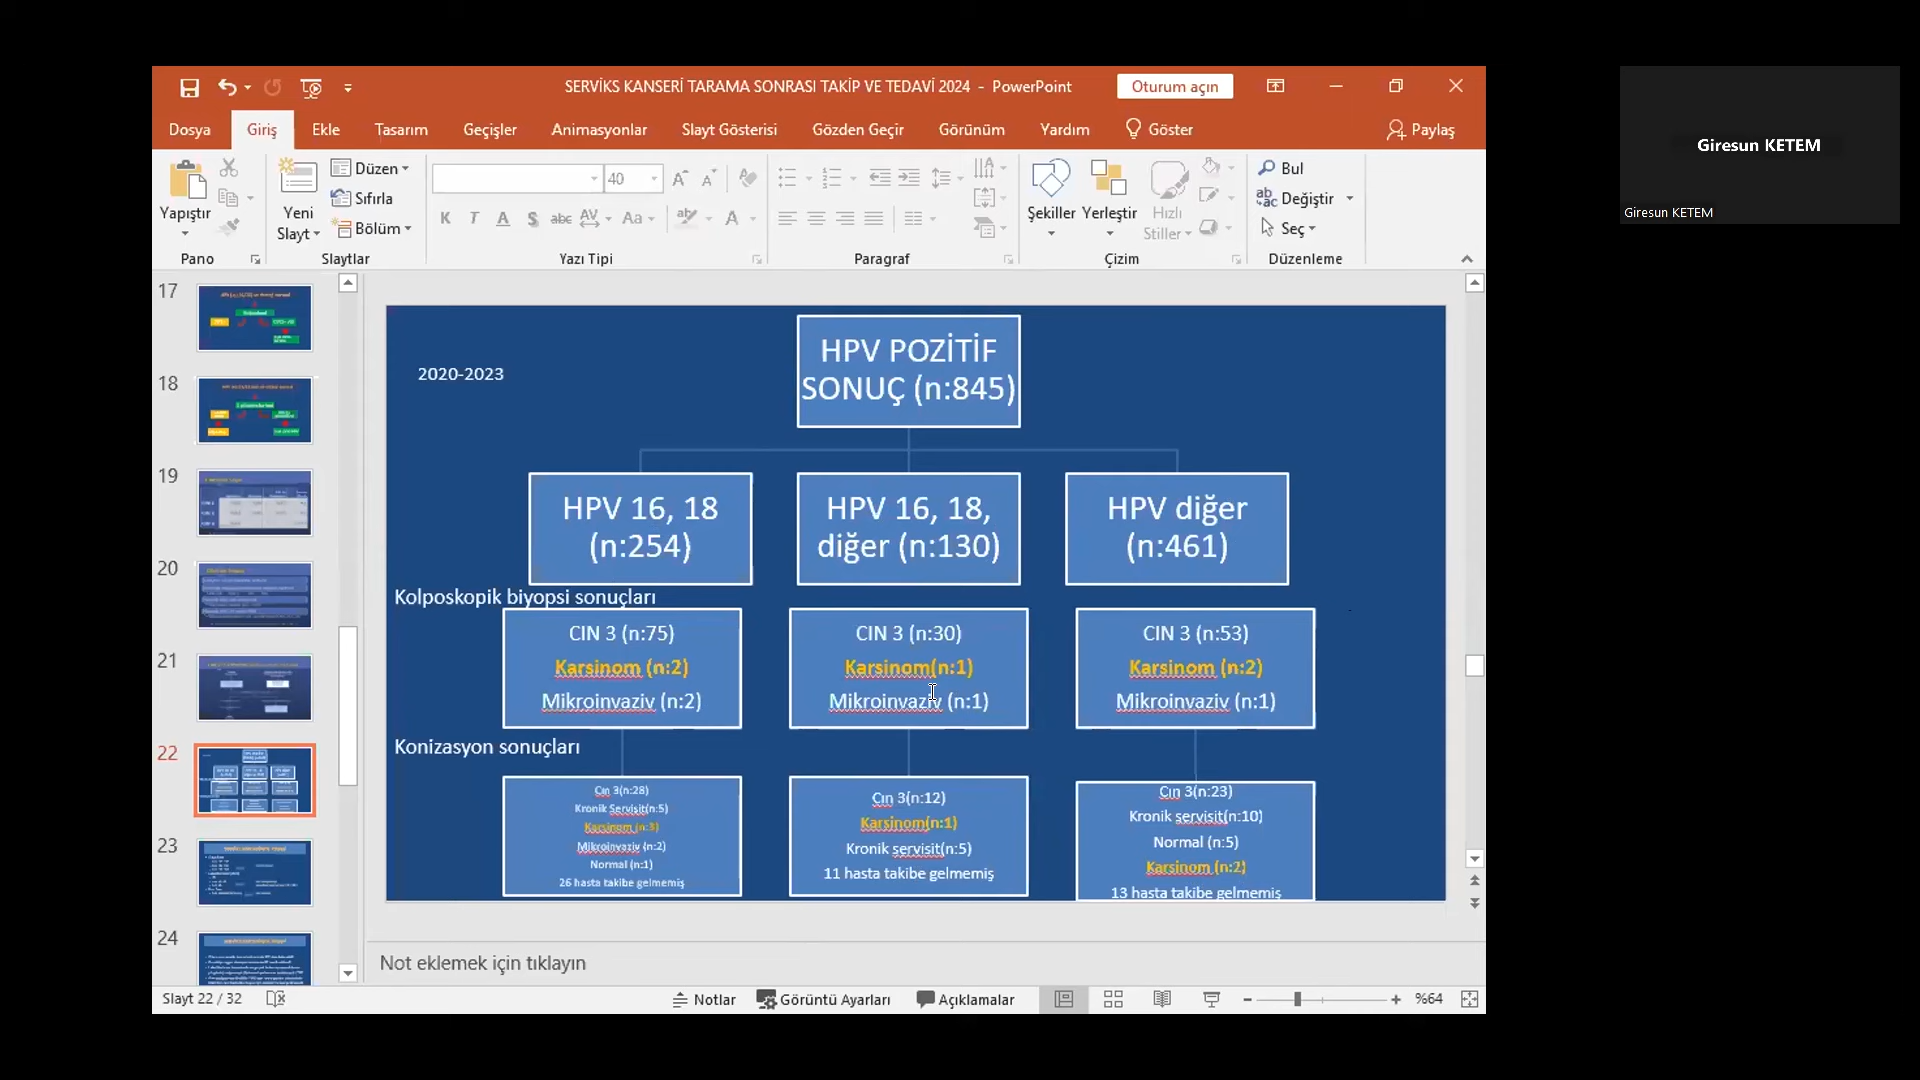 SERVİKS KANSERİ TARAMA SONRASI TAKİP VE TEDAVİ 2024 - PowerPoint
Oturum açın
Dosya Giriş Ekle Tasarım Geçişler Animasyonlar Slayt Gösterisi Gözden Geçir Görünüm Yardım Göster Paylaş
Yapıştır
Yeni Slayt
Düzen
Sıfırla
Bölüm
40
K T A S abc AV Aa A
Şekiller
Yerleştir
Hızlı Stiller
Bul
Değiştir
Seç
Pano Slaytlar Yazı Tipi Paragraf Çizim Düzenleme
17
18
19
20
21
22
23
24
2020-2023
HPV POZİTİF
SONUÇ (n:845)
HPV 16, 18
(n:254)
HPV 16, 18,
diğer (n:130)
HPV diğer
(n:461)
Kolposkopik biyopsi sonuçları
CIN 3 (n:75)
Karsinom (n:2)
Mikroinvaziv (n:2)
CIN 3 (n:30)
Karsinom(n:1)
Mikroinvaziv (n:1)
CIN 3 (n:53)
Karsinom (n:2)
Mikroinvaziv (n:1)
Konizasyon sonuçları
Cın 3(n:28)
Kronik Servisit(n:5)
Karsinom (n:3)
Mikroinvaziv (n:2)
Normal (n:1)
26 hasta takibe gelmemiş
Cın 3(n:12)
Karsinom(n:1)
Kronik servisit(n:5)
11 hasta takibe gelmemiş
Cın 3(n:23)
Kronik servisit(n:10)
Normal (n:5)
Karsinom (n:2)
13 hasta takibe gelmemiş
Not eklemek için tıklayın
Slayt 22 / 32
Notlar Görüntü Ayarları Açıklamalar
%64
Giresun KETEM
Giresun KETEM